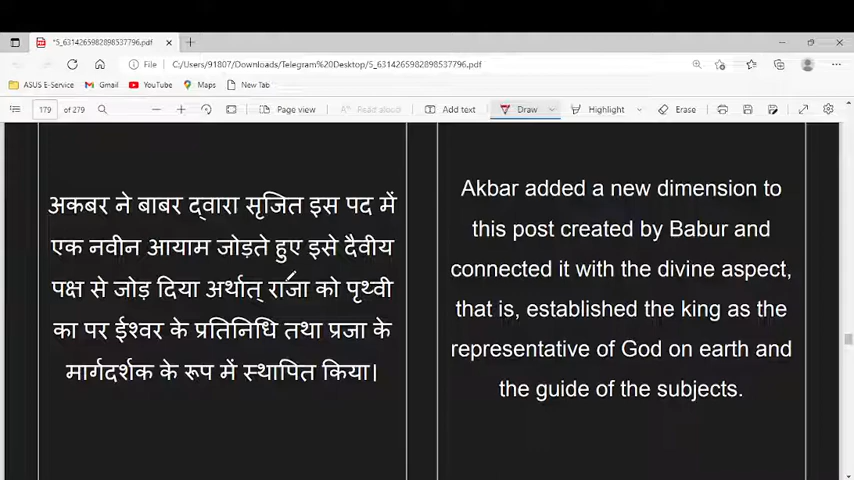 *5_6314265982898537796.pdf
File C:/Users/91807/Downloads/Telegram%20Desktop/5_6314265982898537796.pdf
ASUS E-Service Gmail YouTube Maps New Tab
179 of 279 Page view Read aloud Add text Draw Highlight Erase
अकबर ने बाबर द्वारा सृजित इस पद में
एक नवीन आयाम जोड़ते हुए इसे दैवीय
पक्ष से जोड़ दिया अर्थात् राजा को पृथ्वी
का पर ईश्वर के प्रतिनिधि तथा प्रजा के
मार्गदर्शक के रूप में स्थापित किया।
Akbar added a new dimension to
this post created by Babur and
connected it with the divine aspect,
that is, established the king as the
representative of God on earth and
the guide of the subjects.